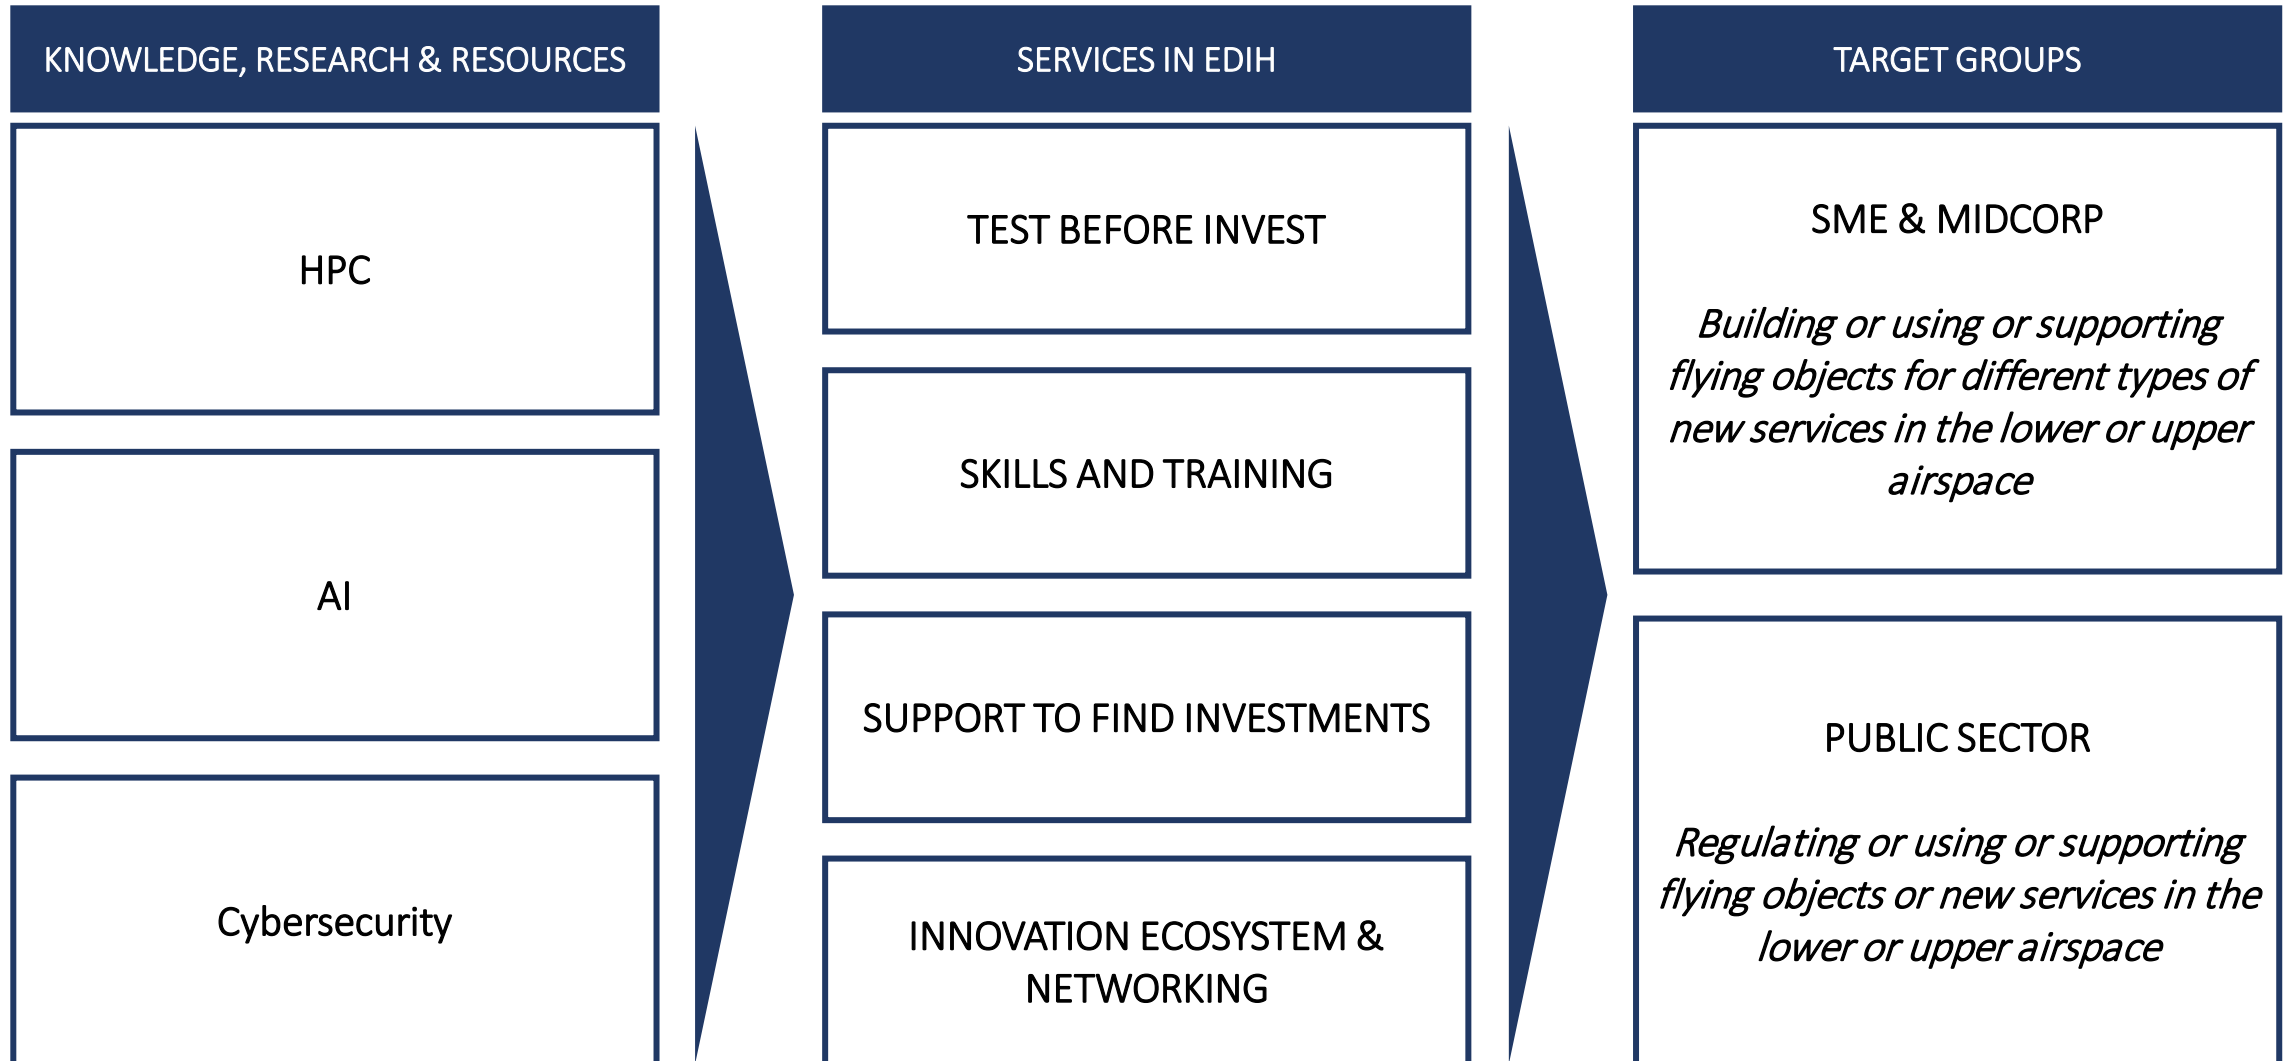 KNOWLEDGE, RESEARCH & RESOURCES
HPC
AI
Cybersecurity
SERVICES IN EDIH
TEST BEFORE INVEST
SKILLS AND TRAINING
SUPPORT TO FIND INVESTMENTS
INNOVATION ECOSYSTEM &
NETWORKING
TARGET GROUPS
SME & MIDCORP
Building or using or supporting
flying objects for different types of
new services in the lower or upper
airspace
PUBLIC SECTOR
Regulating or using or supporting
flying objects or new services in the
lower or upper airspace